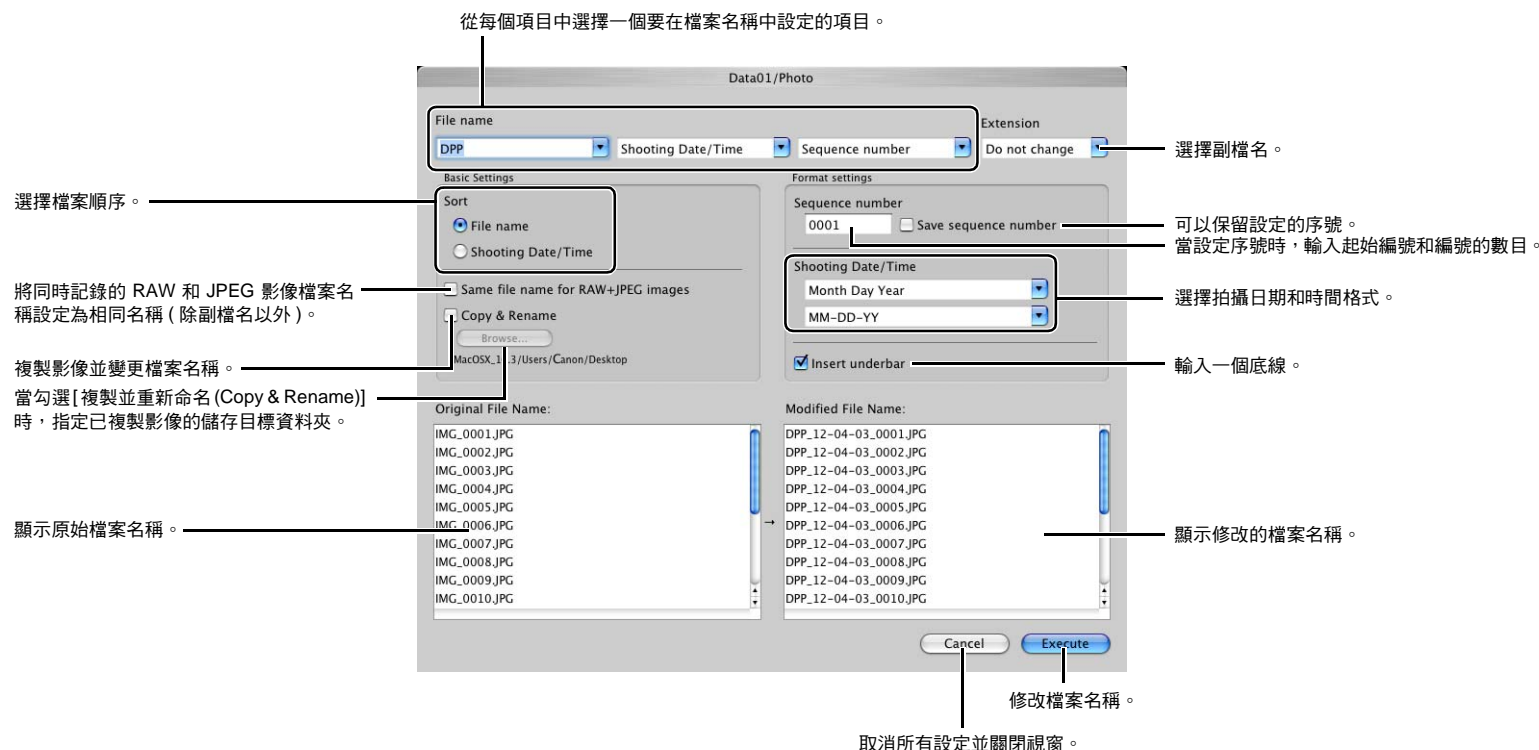 從每個項目中選擇一個要在檔案名稱中設定的項目。
Data01/Photo
File name
Extension
DPP
Shooting Date/Time
Sequence number
Do not change
選擇副檔名。
Basic Settings
Format settings
選擇檔案順序。
Sort
File name
Shooting Date/Time
Sequence number
0001
Save sequence number
可以保留設定的序號。
當設定序號時，輸入起始編號和編號的數目。
將同時記錄的 RAW 和 JPEG 影像檔案名
稱設定為相同名稱 ( 除副檔名以外 )。
Same file name for RAW+JPEG images
Shooting Date/Time
Month Day Year
MM-DD-YY
選擇拍攝日期和時間格式。
Copy & Rename
Browse...
MacOSX_10.3/Users/Canon/Desktop
複製影像並變更檔案名稱。
當勾選[複製並重新命名(Copy & Rename)]
時，指定已複製影像的儲存目標資料夾。
Insert underbar
輸入一個底線。
Original File Name:
IMG_0001.JPG
IMG_0002.JPG
IMG_0003.JPG
IMG_0004.JPG
IMG_0005.JPG
IMG_0006.JPG
IMG_0007.JPG
IMG_0008.JPG
IMG_0009.JPG
IMG_0010.JPG
顯示原始檔案名稱。
→
Modified File Name:
DPP_12-04-03_0001.JPG
DPP_12-04-03_0002.JPG
DPP_12-04-03_0003.JPG
DPP_12-04-03_0004.JPG
DPP_12-04-03_0005.JPG
DPP_12-04-03_0006.JPG
DPP_12-04-03_0007.JPG
DPP_12-04-03_0008.JPG
DPP_12-04-03_0009.JPG
DPP_12-04-03_0010.JPG
顯示修改的檔案名稱。
Cancel
Execute
修改檔案名稱。
取消所有設定並關閉視窗。